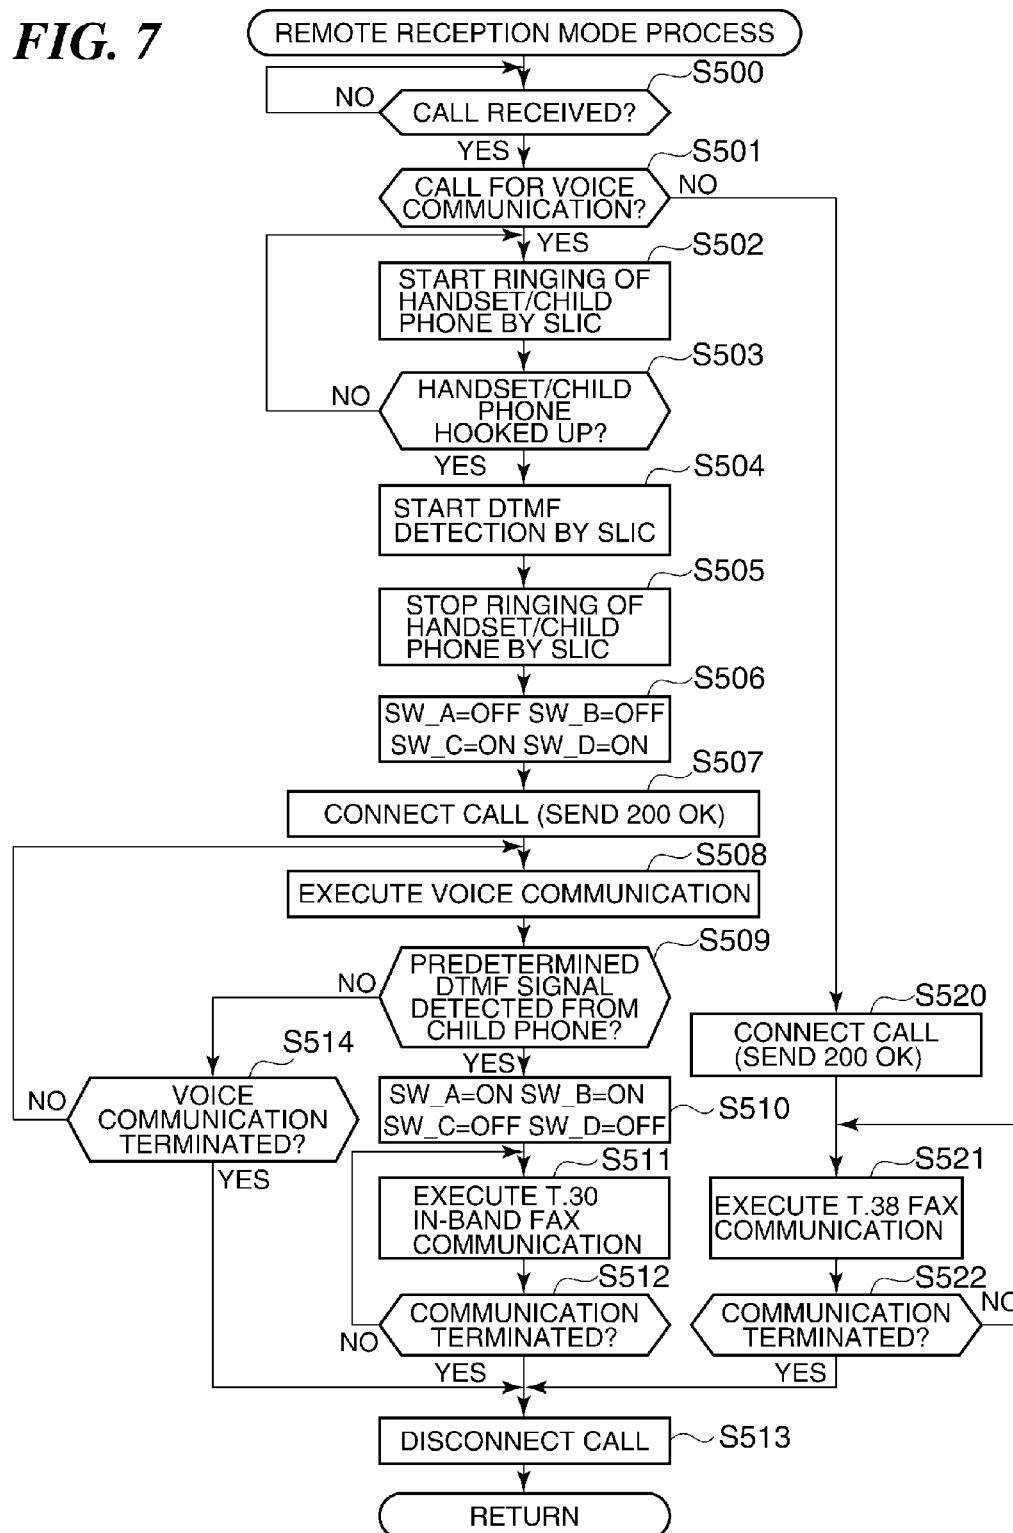 FIG. 7
REMOTE RECEPTION MODE PROCESS
S500
NO
CALL RECEIVED?
YES
S501
CALL FOR VOICE
COMMUNICATION?
NO
YES
S502
START RINGING OF
HANDSET/CHILD
PHONE BY SLIC
S503
NO
HANDSET/CHILD
PHONE
HOOKED UP?
YES
S504
START DTMF
DETECTION BY SLIC
S505
STOP RINGING OF
HANDSET/CHILD
PHONE BY SLIC
S506
SW_A=OFF SW_B=OFF
SW_C=ON SW_D=ON
S507
CONNECT CALL (SEND 200 OK)
S508
EXECUTE VOICE COMMUNICATION
S509
NO
PREDETERMINED
DTMF SIGNAL
DETECTED FROM
CHILD PHONE?
YES
S514
NO
VOICE
COMMUNICATION
TERMINATED?
YES
SW_A=ON SW_B=ON
SW_C=OFF SW_D=OFF
S510
S511
EXECUTE T.30
IN-BAND FAX
COMMUNICATION
S512
COMMUNICATION
TERMINATED?
NO
YES
S520
CONNECT CALL
(SEND 200 OK)
S521
EXECUTE T.38 FAX
COMMUNICATION
S522
COMMUNICATION
TERMINATED?
NO
YES
DISCONNECT CALL
S513
RETURN